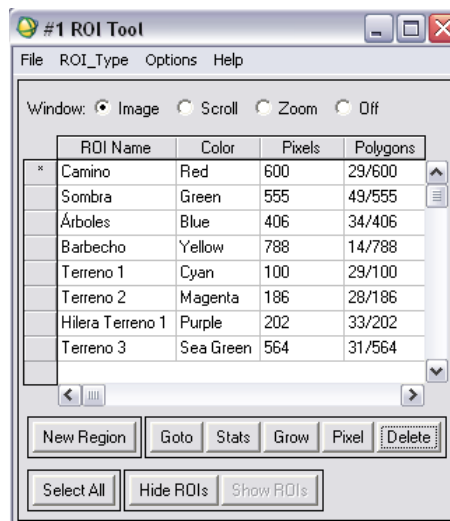 #1 ROI Tool
File ROI_Type Options Help
Window: Image Scroll Zoom Off
ROI Name Color Pixels Polygons
* Camino Red 600 29/600
Sombra Green 555 49/555
Árboles Blue 406 34/406
Barbecho Yellow 788 14/788
Terreno 1 Cyan 100 29/100
Terreno 2 Magenta 186 28/186
Hilera Terreno 1 Purple 202 33/202
Terreno 3 Sea Green 564 31/564
New Region Goto Stats Grow Pixel Delete
Select All Hide ROIs Show ROIs